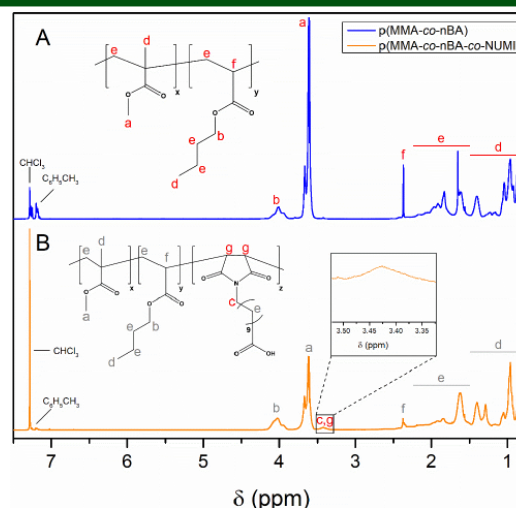 A
p(MMA-co-nBA)
p(MMA-co-nBA-co-NUMI
a
e
d
e
f
x
y
O
O
O
O
a
b
e
e
d
CHCl3
C6H5CH3
b
f
e
d
B
e
d
e
f
g
g
x
y
z
O
O
O
O
O
N
O
a
b
c
e
9
e
e
d
O
OH
3.50
3.45
3.40
3.35
δ (ppm)
CHCl3
C6H5CH3
b
a
c,g
f
e
d
7
6
5
4
3
2
1
δ (ppm)